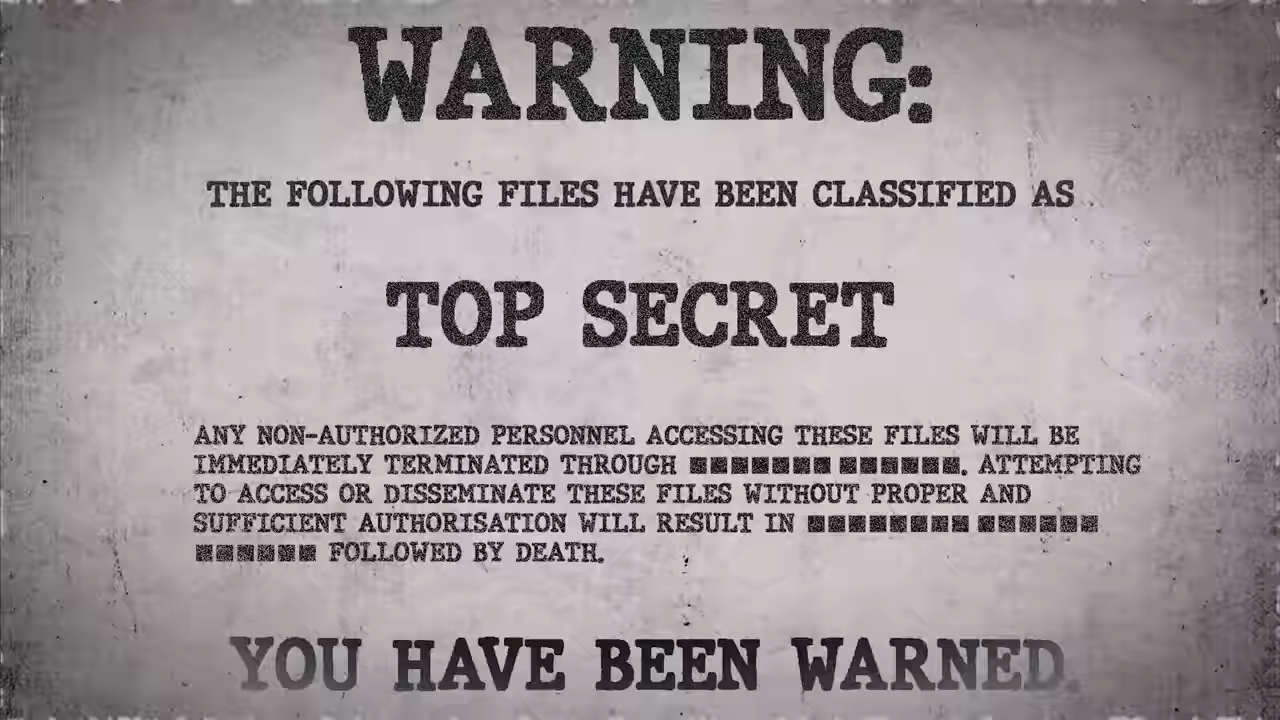 WARNING:
THE FOLLOWING FILES HAVE BEEN CLASSIFIED AS
TOP SECRET
ANY NON-AUTHORIZED PERSONNEL ACCESSING THESE FILES WILL BE
IMMEDIATELY TERMINATED THROUGH ■■■■■■■ ■■■■■■. ATTEMPTING
TO ACCESS OR DISSEMINATE THESE FILES WITHOUT PROPER AND
SUFFICIENT AUTHORISATION WILL RESULT IN ■■■■■■■■ ■■■■■■
■■■■■■ FOLLOWED BY DEATH.
YOU HAVE BEEN WARNED.